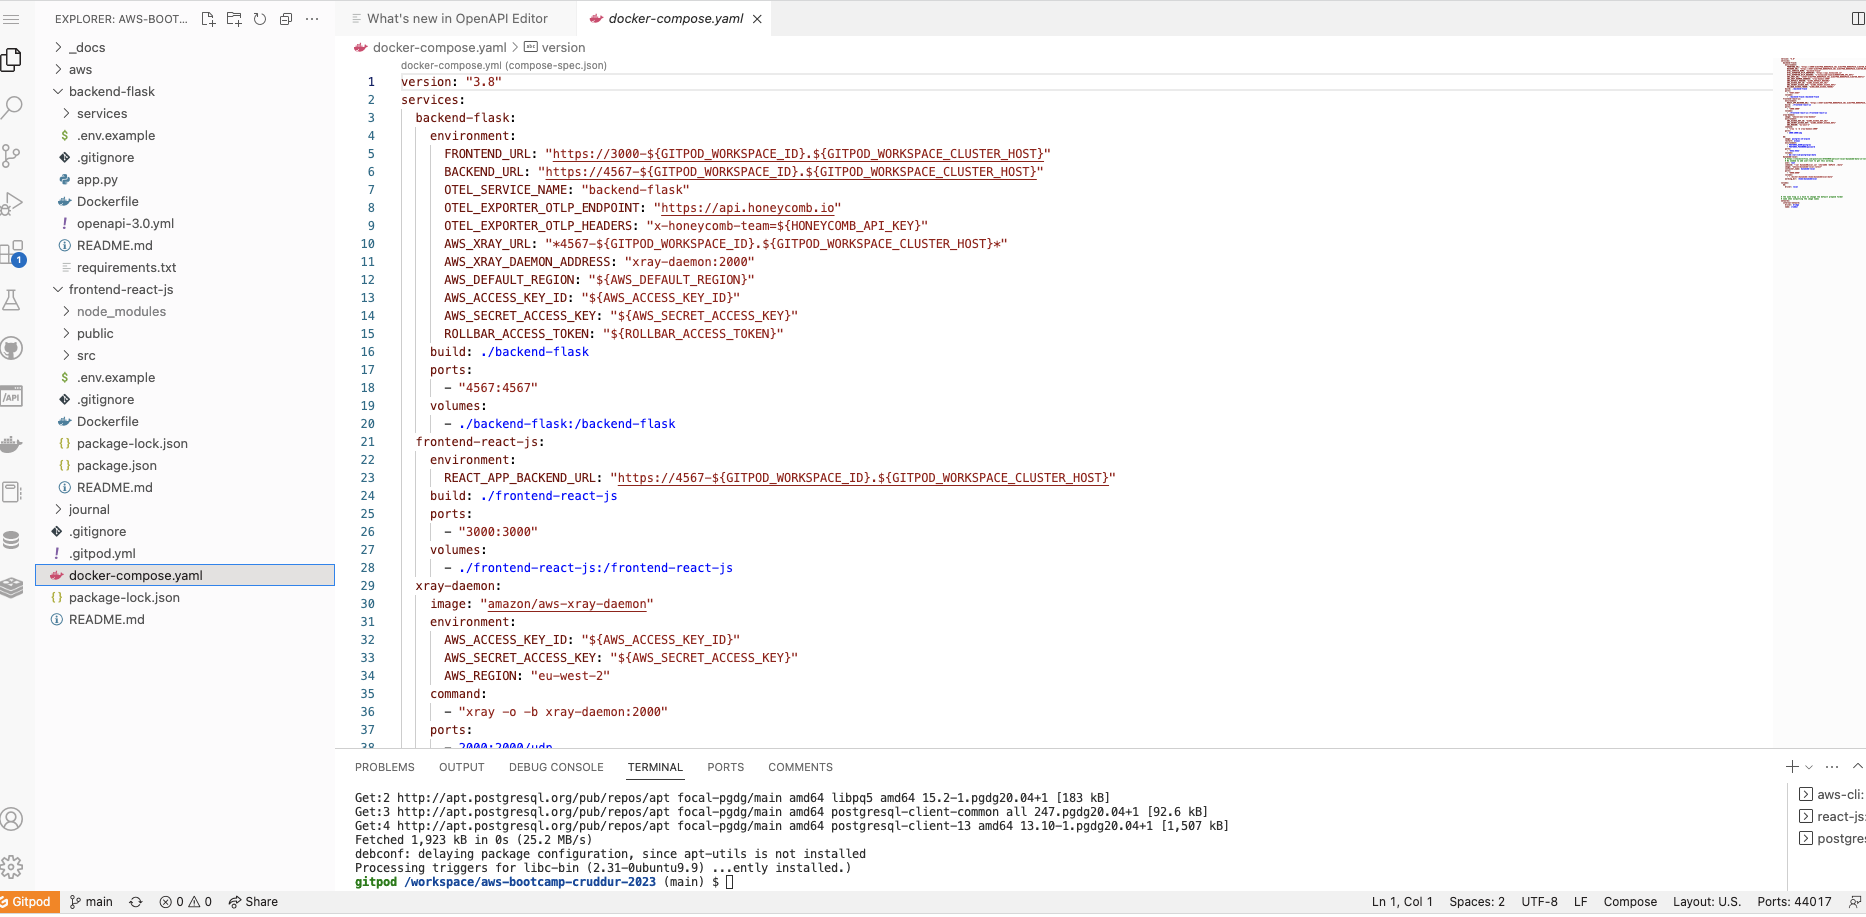 EXPLORER: AWS-BOOT...
_docs
aws
backend-flask
services
.env.example
.gitignore
app.py
Dockerfile
openapi-3.0.yml
README.md
requirements.txt
frontend-react-js
node_modules
public
src
.env.example
.gitignore
Dockerfile
package-lock.json
package.json
README.md
journal
.gitignore
.gitpod.yml
docker-compose.yaml
package-lock.json
README.md
1
/API
What's new in OpenAPI Editor
docker-compose.yaml
docker-compose.yaml > version
docker-compose.yml (compose-spec.json)
1 version: "3.8"
2 services:
3 backend-flask:
4 environment:
5 FRONTEND_URL: "https://3000-${GITPOD_WORKSPACE_ID}.${GITPOD_WORKSPACE_CLUSTER_HOST}"
6 BACKEND_URL: "https://4567-${GITPOD_WORKSPACE_ID}.${GITPOD_WORKSPACE_CLUSTER_HOST}"
7 OTEL_SERVICE_NAME: "backend-flask"
8 OTEL_EXPORTER_OTLP_ENDPOINT: "https://api.honeycomb.io"
9 OTEL_EXPORTER_OTLP_HEADERS: "x-honeycomb-team=${HONEYCOMB_API_KEY}"
10 AWS_XRAY_URL: "*4567-${GITPOD_WORKSPACE_ID}.${GITPOD_WORKSPACE_CLUSTER_HOST}*"
11 AWS_XRAY_DAEMON_ADDRESS: "xray-daemon:2000"
12 AWS_DEFAULT_REGION: "${AWS_DEFAULT_REGION}"
13 AWS_ACCESS_KEY_ID: "${AWS_ACCESS_KEY_ID}"
14 AWS_SECRET_ACCESS_KEY: "${AWS_SECRET_ACCESS_KEY}"
15 ROLLBAR_ACCESS_TOKEN: "${ROLLBAR_ACCESS_TOKEN}"
16 build: ./backend-flask
17 ports:
18 - "4567:4567"
19 volumes:
20 - ./backend-flask:/backend-flask
21 frontend-react-js:
22 environment:
23 REACT_APP_BACKEND_URL: "https://4567-${GITPOD_WORKSPACE_ID}.${GITPOD_WORKSPACE_CLUSTER_HOST}"
24 build: ./frontend-react-js
25 ports:
26 - "3000:3000"
27 volumes:
28 - ./frontend-react-js:/frontend-react-js
29 xray-daemon:
30 image: "amazon/aws-xray-daemon"
31 environment:
32 AWS_ACCESS_KEY_ID: "${AWS_ACCESS_KEY_ID}"
33 AWS_SECRET_ACCESS_KEY: "${AWS_SECRET_ACCESS_KEY}"
34 AWS_REGION: "eu-west-2"
35 command:
36 - "xray -o -b xray-daemon:2000"
37 ports:
38 - 2000:2000/udp
PROBLEMS OUTPUT DEBUG CONSOLE TERMINAL PORTS COMMENTS
Get:2 http://apt.postgresql.org/pub/repos/apt focal-pgdg/main amd64 libpq5 amd64 15.2-1.pgdg20.04+1 [183 kB]
Get:3 http://apt.postgresql.org/pub/repos/apt focal-pgdg/main amd64 postgresql-client-common all 247.pgdg20.04+1 [92.6 kB]
Get:4 http://apt.postgresql.org/pub/repos/apt focal-pgdg/main amd64 postgresql-client-13 amd64 13.10-1.pgdg20.04+1 [1,507 kB]
Fetched 1,923 kB in 0s (25.2 MB/s)
debconf: delaying package configuration, since apt-utils is not installed
Processing triggers for libc-bin (2.31-0ubuntu9.9) ...ently installed.)
gitpod /workspace/aws-bootcamp-cruddur-2023 (main) $
aws-cli:
react-js:
postgres
Gitpod main 0 0 Share
Ln 1, Col 1 Spaces: 2 UTF-8 LF Compose Layout: U.S. Ports: 44017